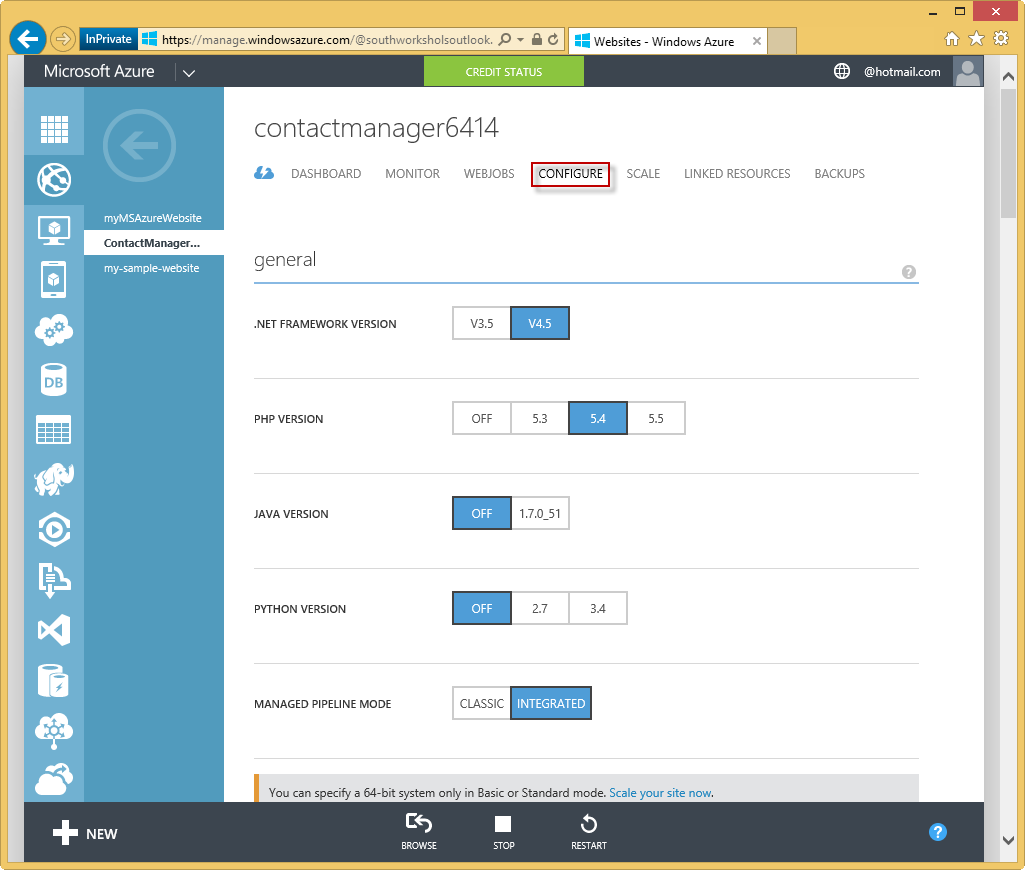 InPrivate https://manage.windowsazure.com/@southworksholsoutlook. Websites - Windows Azure
Microsoft Azure CREDIT STATUS @hotmail.com
contactmanager6414
DASHBOARD MONITOR WEBJOBS CONFIGURE SCALE LINKED RESOURCES BACKUPS
myMSAzureWebsite
ContactManager...
my-sample-website
general
?
.NET FRAMEWORK VERSION V3.5 V4.5
PHP VERSION OFF 5.3 5.4 5.5
JAVA VERSION OFF 1.7.0_51
PYTHON VERSION OFF 2.7 3.4
MANAGED PIPELINE MODE CLASSIC INTEGRATED
You can specify a 64-bit system only in Basic or Standard mode. Scale your site now.
DB
NEW BROWSE STOP RESTART ?